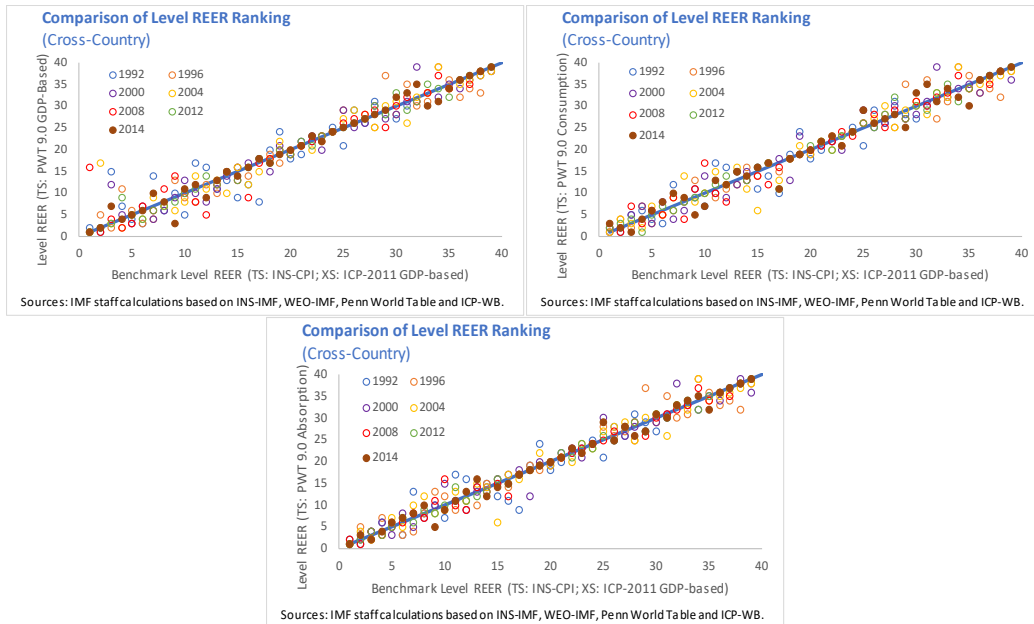 Comparison of Level REER Ranking
(Cross-Country)
Level REER (TS: PWT 9.0 GDP-Based)
40
35
30
25
20
15
10
5
0
1992
1996
2000
2004
2008
2012
2014
0 5 10 15 20 25 30 35 40
Benchmark Level REER (TS: INS-CPI; XS: ICP-2011 GDP-based)
Sources: IMF staff calculations based on INS-IMF, WEO-IMF, Penn World Table and ICP-WB.
Comparison of Level REER Ranking
(Cross-Country)
Level REER (TS: PWT 9.0 Consumption)
40
35
30
25
20
15
10
5
0
1992
1996
2000
2004
2008
2012
2014
0 5 10 15 20 25 30 35 40
Benchmark Level REER (TS: INS-CPI; XS: ICP-2011 GDP-based)
Sources: IMF staff calculations based on INS-IMF, WEO-IMF, Penn World Table and ICP-WB.
Comparison of Level REER Ranking
(Cross-Country)
Level REER (TS: PWT 9.0 Absorption)
40
35
30
25
20
15
10
5
0
1992
1996
2000
2004
2008
2012
2014
0 5 10 15 20 25 30 35 40
Benchmark Level REER (TS: INS-CPI; XS: ICP-2011 GDP-based)
Sources: IMF staff calculations based on INS-IMF, WEO-IMF, Penn World Table and ICP-WB.